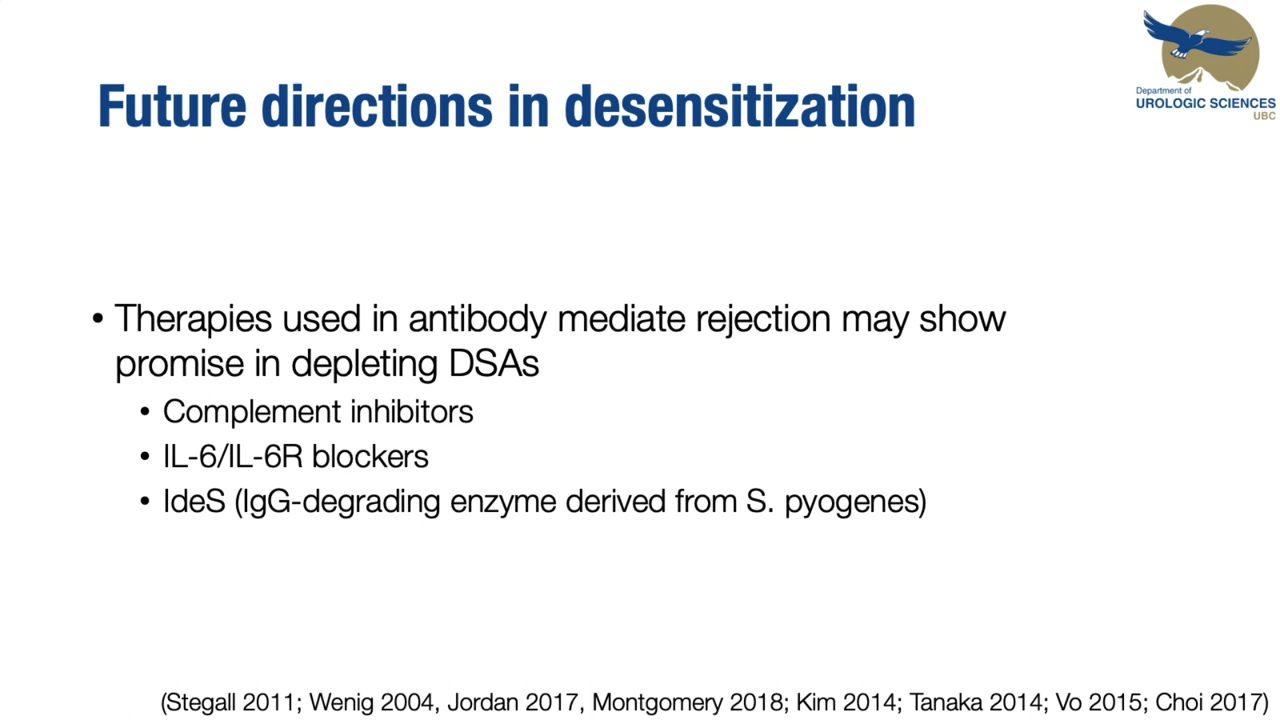 Department of
UROLOGIC SCIENCES
UBC
Future directions in desensitization
• Therapies used in antibody mediate rejection may show
promise in depleting DSAs
• Complement inhibitors
• IL-6/IL-6R blockers
• IdeS (IgG-degrading enzyme derived from S. pyogenes)
(Stegall 2011; Wenig 2004, Jordan 2017, Montgomery 2018; Kim 2014; Tanaka 2014; Vo 2015; Choi 2017)